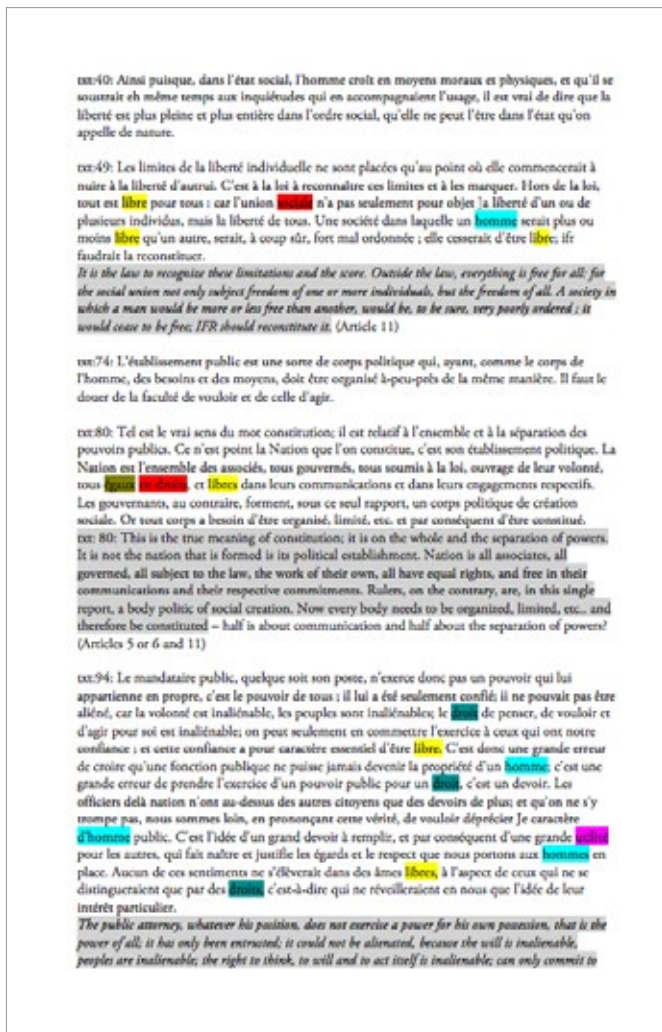 txt:40: Ainsi puisque, dans l'état social, l'homme croît en moyens moraux et physiques, et qu'il se
soustrait eh même temps aux inquiétudes qui en accompagnaient l'usage, il est vrai de dire que la
liberté est plus pleine et plus entière dans l'ordre social, qu'elle ne peut l'être dans l'état qu'on
appelle de nature.
txt:49: Les limites de la liberté individuelle ne sont placées qu'au point où elle commencerait à
nuire à la liberté d'autrui. C'est à la loi à reconnaître ces limites et à les marquer. Hors de la loi,
tout est libre pour tous : car l'union sociale n'a pas seulement pour objet ]a liberté d'un ou de
plusieurs individus, mais la liberté de tous. Une société dans laquelle un homme serait plus ou
moins libre qu'un autre, serait, à coup sûr, fort mal ordonnée ; elle cesserait d'être libre; ifr
faudrait la reconstituer.
It is the law to recognize these limitations and the score. Outside the law, everything is free for all: for
the social union not only subject freedom of one or more individuals, but the freedom of all. A society in
which a man would be more or less free than another, would be, to be sure, very poorly ordered ; it
would cease to be free; IFR should reconstitute it. (Article 11)
txt:74: L'établissement public est une sorte de corps politique qui, ayant, comme le corps de
l'homme, des besoins et des moyens, doit être organisé à-peu-près de la même manière. Il faut le
douer de la faculté de vouloir et de celle d'agir.
txt:80: Tel est le vrai sens du mot constitution; il est relatif à l'ensemble et à la séparation des
pouvoirs publics. Ce n'est point la Nation que l'on constitue, c'est son établissement politique. La
Nation est l'ensemble des associés, tous gouvernés, tous soumis à la loi, ouvrage de leur volonté,
tous égaux en droits, et libres dans leurs communications et dans leurs engagements respectifs.
Les gouvernants, au contraire, forment, sous ce seul rapport, un corps politique de création
sociale. Or tout corps a besoin d'être organisé, limité, etc. et par conséquent d'être constitué.
txt: 80: This is the true meaning of constitution; it is on the whole and the separation of powers.
It is not the nation that is formed is its political establishment. Nation is all associates, all
governed, all subject to the law, the work of their own, all have equal rights, and free in their
communications and their respective commitments. Rulers, on the contrary, are, in this single
report, a body politic of social creation. Now every body needs to be organized, limited, etc.. and
therefore be constituted – half is about communication and half about the separation of powers?
(Articles 5 or 6 and 11)
txt:94: Le mandataire public, quelque soit son poste, n'exerce donc pas un pouvoir qui lui
appartienne en propre, c'est le pouvoir de tous ; il lui a été seulement confié; ii ne pouvait pas être
aliéné, car la volonté est inaliénable, les peuples sont inaliénables; le droit de penser, de vouloir et
d'agir pour soi est inaliénable; on peut seulement en commettre l'exercice à ceux qui ont notre
confiance ; et cette confiance a pour caractère essentiel d'être libre. C'est donc une grande erreur
de croire qu'une fonction publique ne puisse jamais devenir la propriété d'un homme; c'est une
grande erreur de prendre l'exercice d'un pouvoir public pour un droit, c'est un devoir. Les
officiers delà nation n'ont au-dessus des autres citoyens que des devoirs de plus; et qu'on ne s'y
trompe pas, nous sommes loin, en prononçant cette vérité, de vouloir déprécier Je caractère
d'homme public. C'est l'idée d'un grand devoir à remplir, et par conséquent d'une grande utilité
pour les autres, qui fait naître et justifie les égards et le respect que nous portons aux hommes en
place. Aucun de ces sentiments ne s'élèverait dans des âmes libres, à l'aspect de ceux qui ne se
distingueraient que par des droits, c'est-à-dire qui ne réveilleraient en nous que l'idée de leur
intérêt particulier.
The public attorney, whatever his position, does not exercise a power for his own possession, that is the
power of all; it has only been entrusted; it could not be alienated, because the will is inalienable,
peoples are inalienable; the right to think, to will and to act itself is inalienable; can only commit to